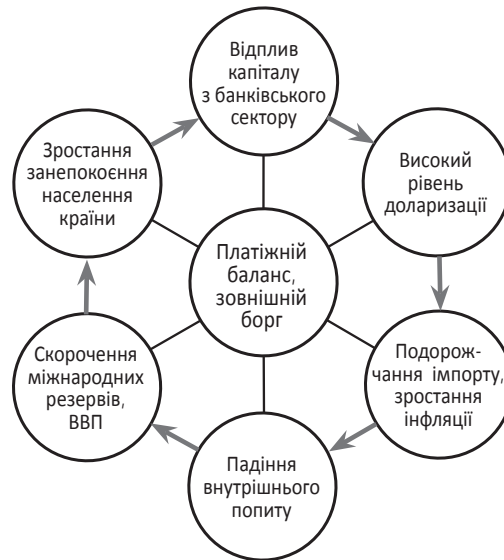 Відплив
капіталу
з банківського
сектору
Високий
рівень
доларизації
Подорож-
чання імпорту,
зростання
інфляції
Падіння
внутрішнього
попиту
Скорочення
міжнародних
резервів,
ВВП
Зростання
занепокоєння
населення
країни
Платіжній
баланс,
зовнішній
борг